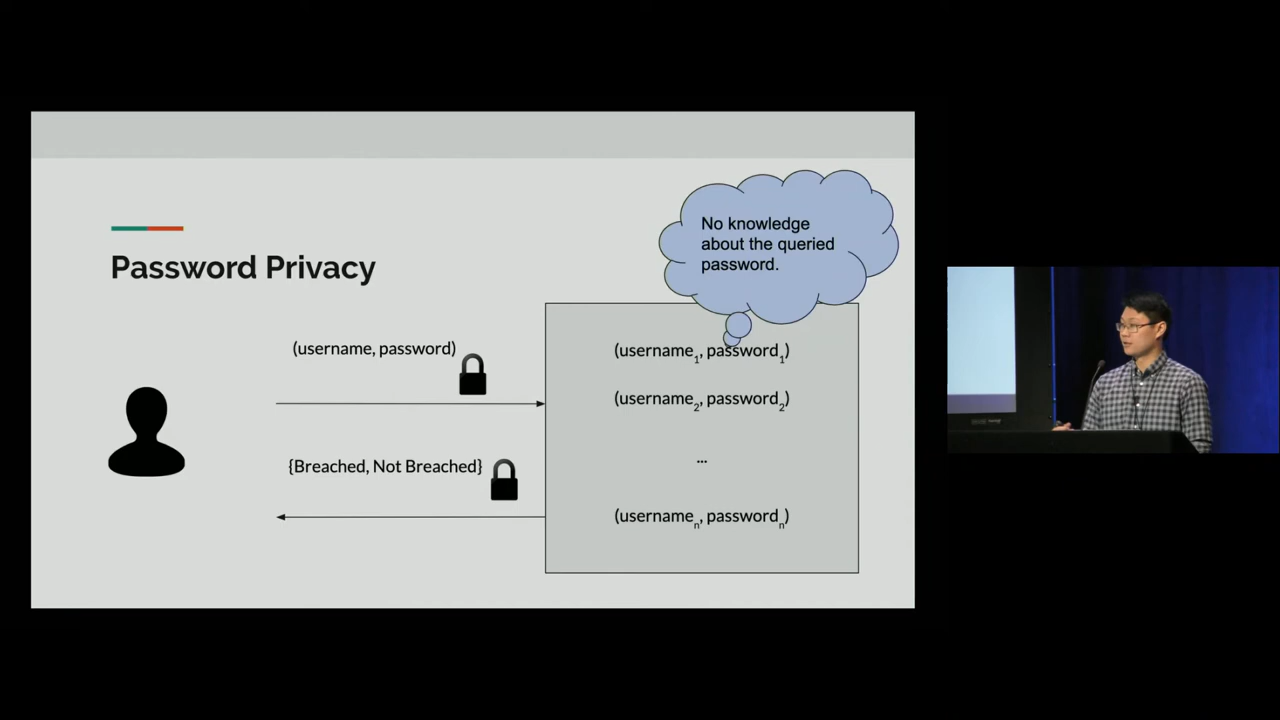 No knowledge
about the queried
password.
Password Privacy
(username, password)
{Breached, Not Breached}
(username₁, password₁)
(username₂, password₂)
...
(usernameₙ, passwordₙ)